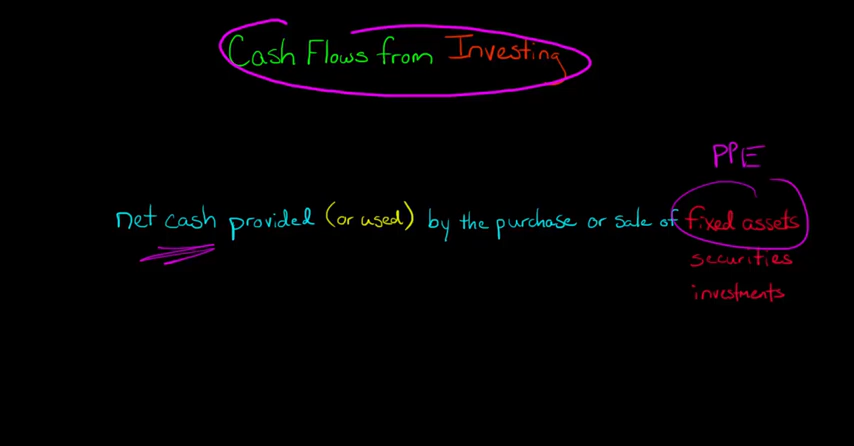 Cash Flows from Investing
PPE
net cash provided (or used) by the purchase or sale of fixed assets
securities
investments